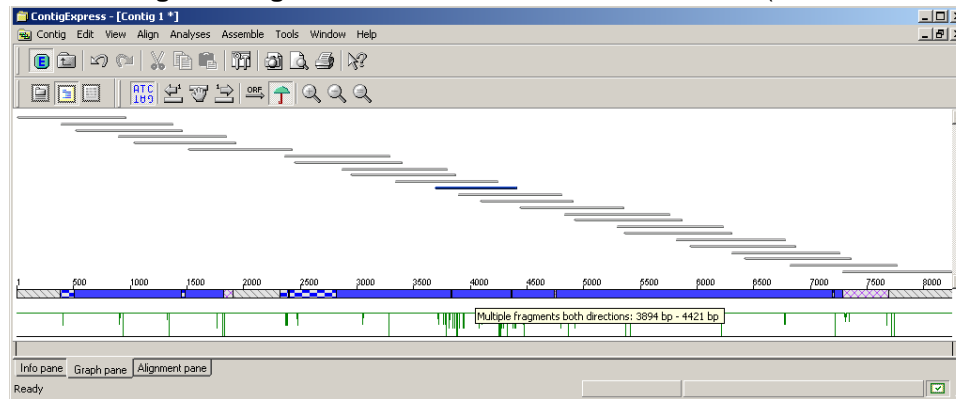 ContigExpress - [Contig 1 *]
Contig Edit View Align Analyses Assemble Tools Window Help
E
ATC
ORF
1 500 1000 1500 2000 2500 3000 3500 4000 4500 5000 5500 6000 6500 7000 7500 8000
Multiple fragments both directions: 3894 bp - 4421 bp
Info pane Graph pane Alignment pane
Ready